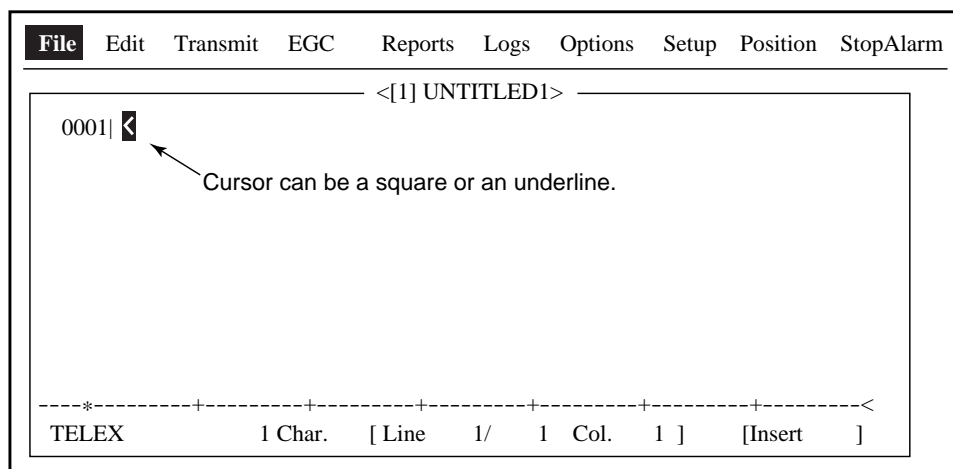 File Edit Transmit EGC Reports Logs Options Setup Position StopAlarm
<[1] UNTITLED1>
0001| <
Cursor can be a square or an underline.
----*---------+---------+---------+---------+---------+---------+---------<
TELEX 1 Char. [ Line 1/ 1 Col. 1 ] [Insert ]